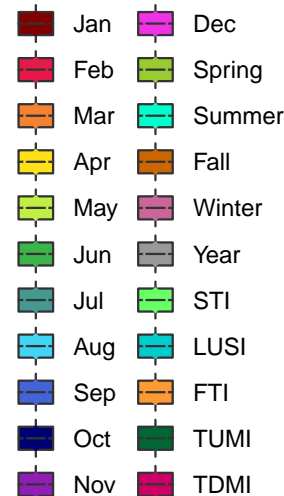 Jan Dec
Feb Spring
Mar Summer
Apr Fall
May Winter
Jun Year
Jul STI
Aug LUSI
Sep FTI
Oct TUMI
Nov TDMI